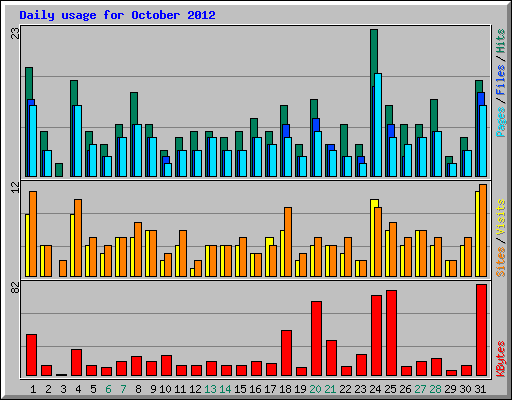 Daily usage for October 2012
23
Pages / Files / Hits
12
Sites / Visits
82
KBytes
1 2 3 4 5 6 7 8 9 10 11 12 13 14 15 16 17 18 19 20 21 22 23 24 25 26 27 28 29 30 31